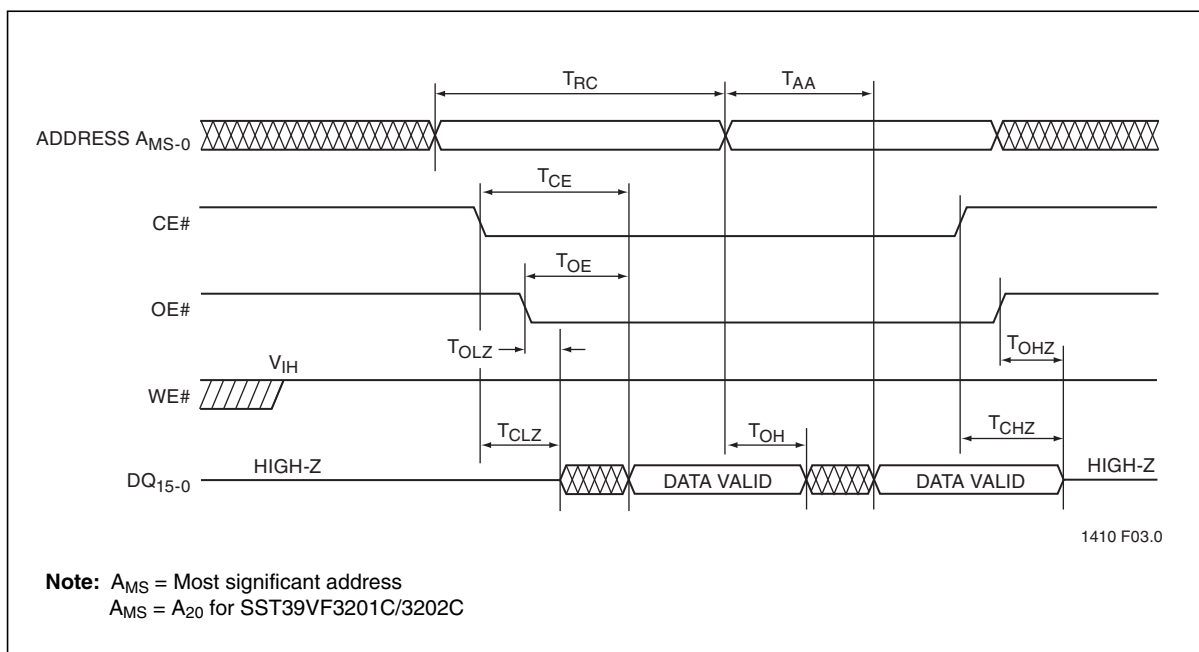 TRC
TAA
ADDRESS AMS-0
TCE
CE#
TOE
OE#
TOLZ
TOHZ
VIH
WE#
TCLZ
TOH
TCHZ
HIGH-Z
HIGH-Z
DQ15-0
DATA VALID
DATA VALID
1410 F03.0
Note: AMS = Most significant address
AMS = A20 for SST39VF3201C/3202C